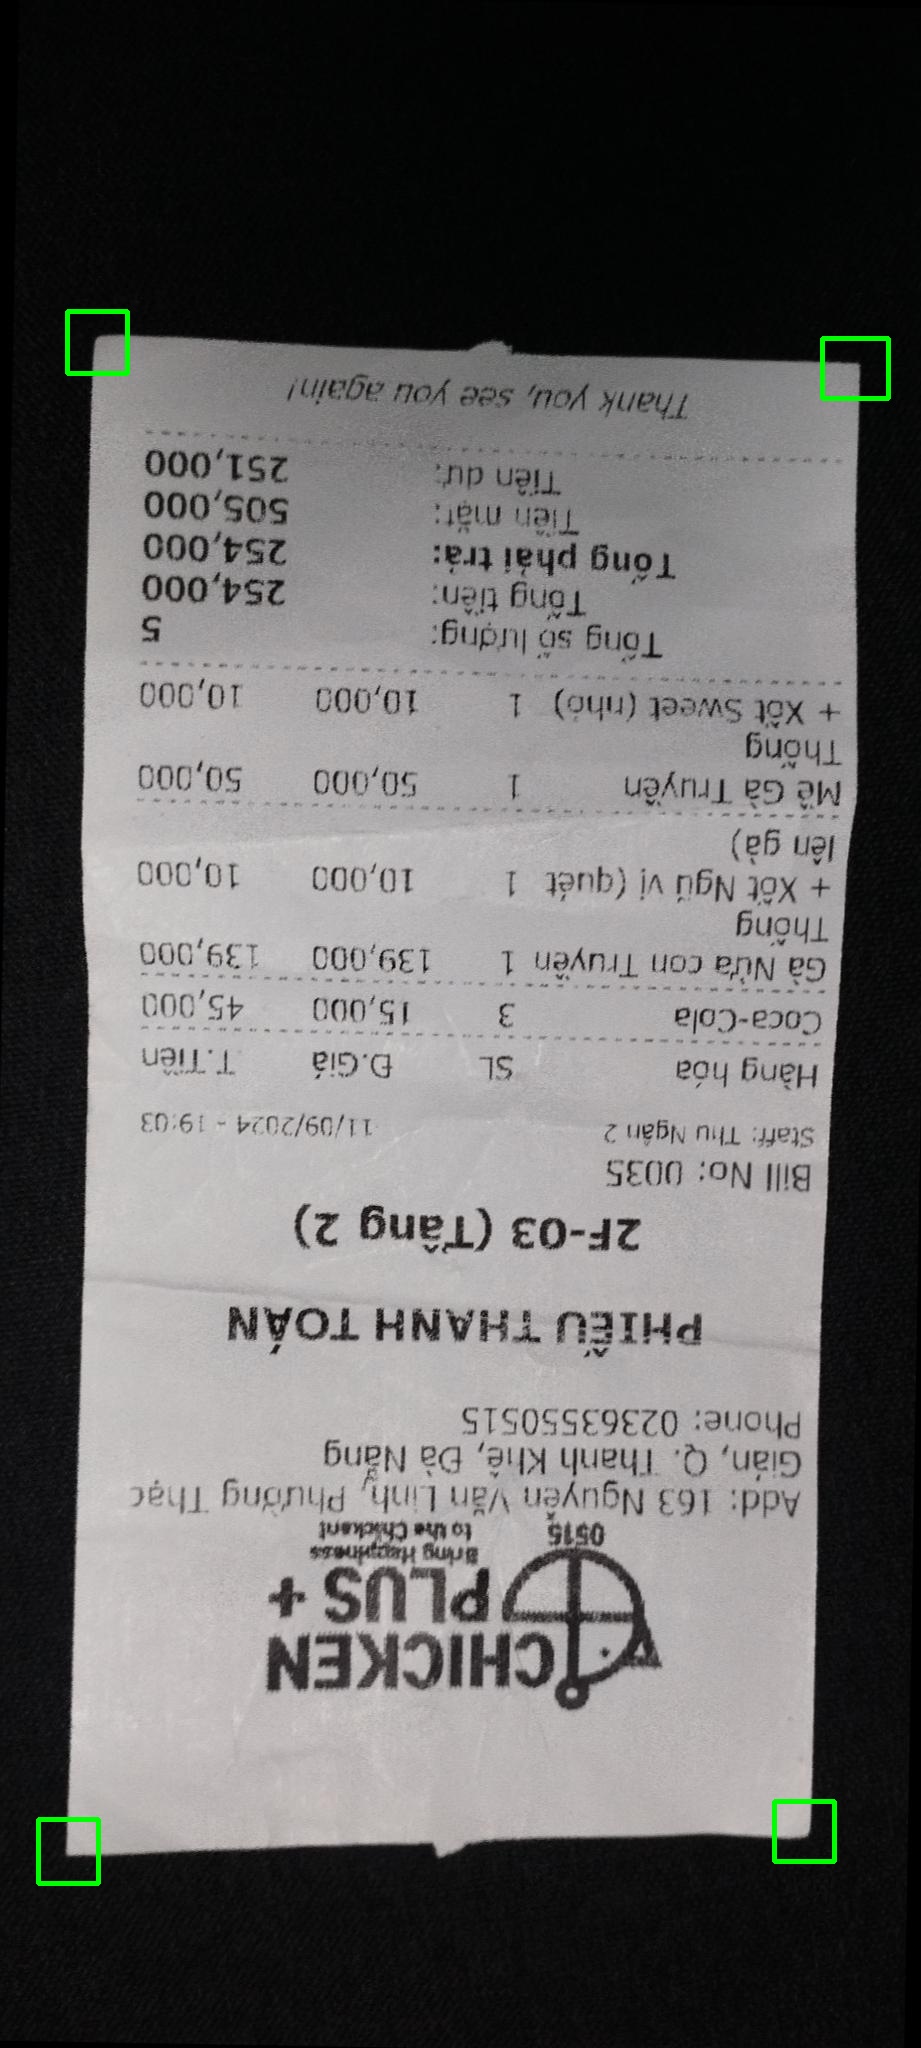 CHICKEN
PLUS +
Bring Happiness
to the Chickent
0515
Add: 163 Nguyễn Văn Linh, Phường Thạc
Gián, Q. Thanh Khê, Đà Nẵng
Phone: 02363550515
PHIẾU THANH TOÁN
2F-03 (Tầng 2)
Bill No: 0035
Staff: Thu Ngân 2 11/09/2024 - 19:03
Hàng hóa SL Đ.Giá T.Tiền
Coca-Cola 3 15,000 45,000
Gà Nửa con Truyền 1 139,000 139,000
Thống
+ Xốt Ngũ vị (quét 1 10,000 10,000
lên gà)
Mề Gà Truyền 1 50,000 50,000
Thống
+ Xốt Sweet (nhỏ) 1 10,000 10,000
Tổng số lượng: 5
Tổng tiền: 254,000
Tổng phải trả: 254,000
Tiền mặt: 505,000
Tiền dư: 251,000
Thank you, see you again!